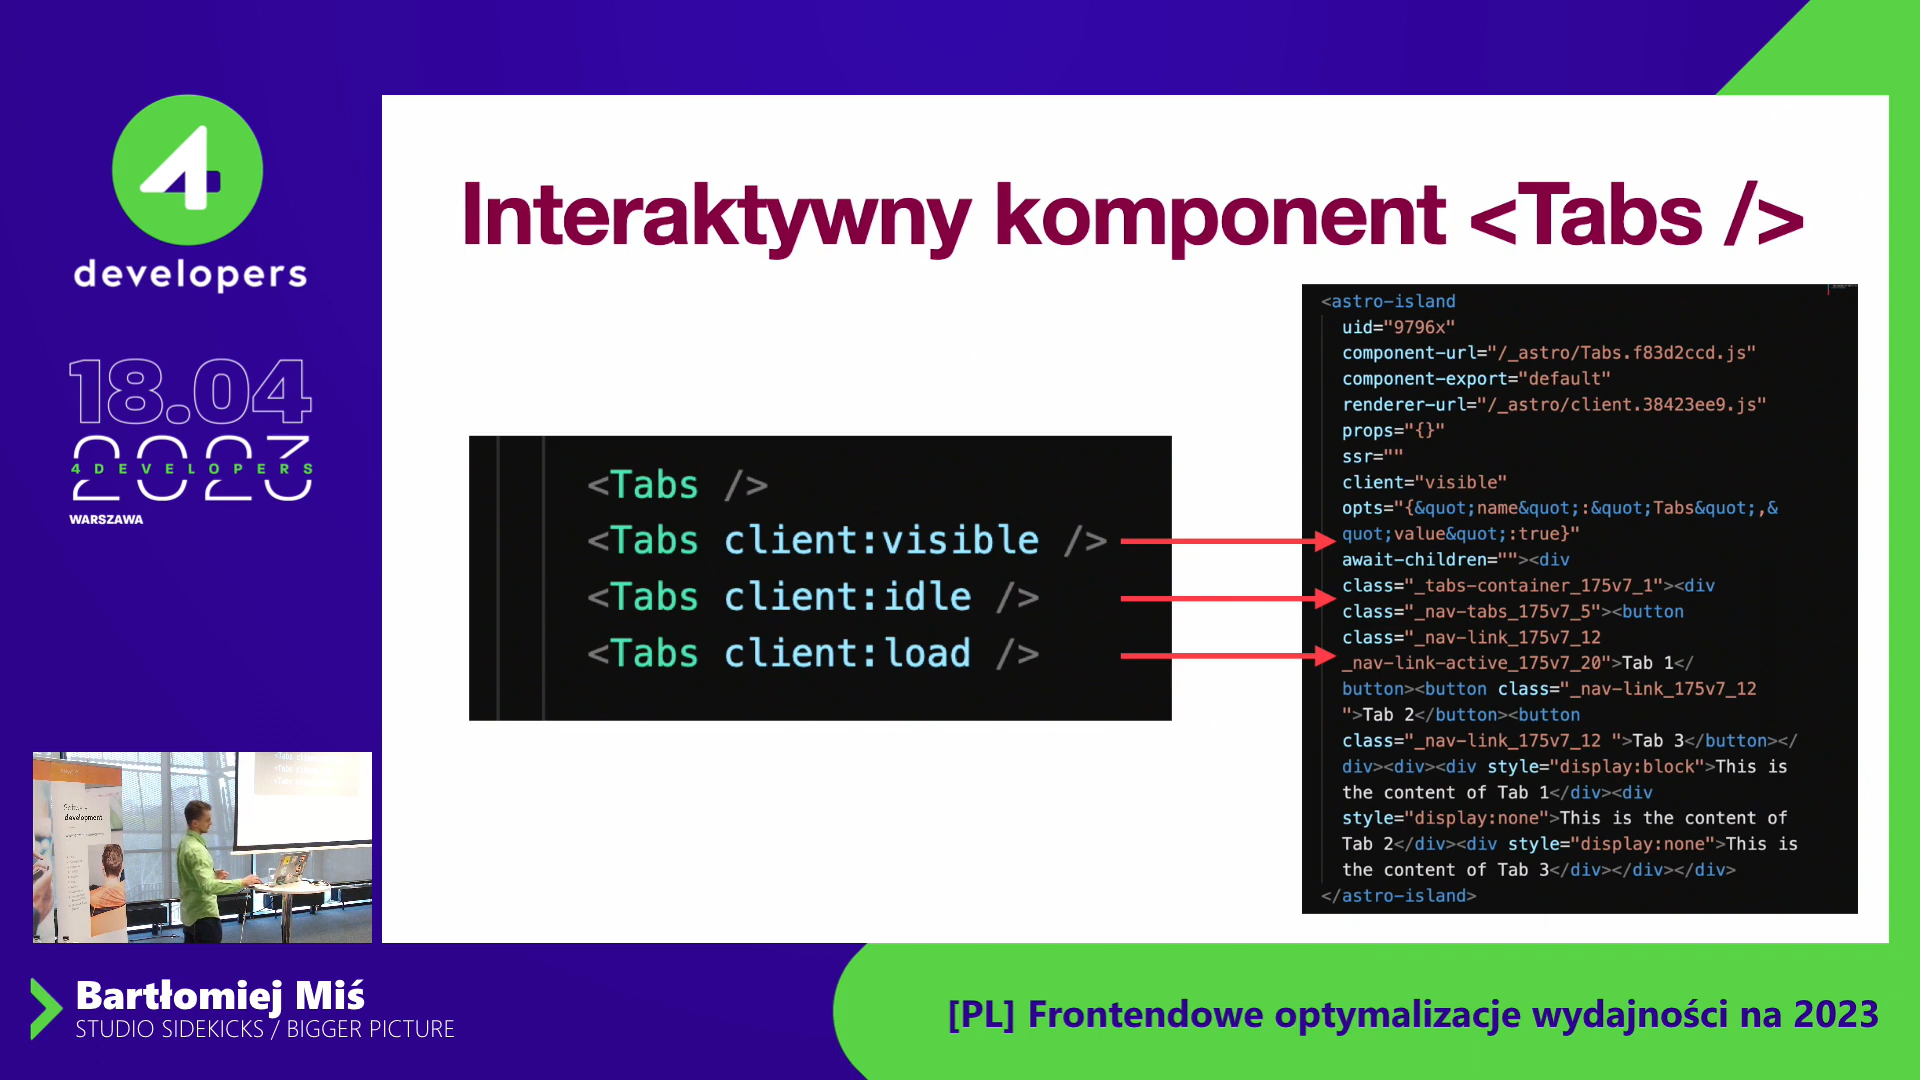 4
developers
18.04
2023
4DEVELOPERS
WARSZAWA
Interaktywny komponent <Tabs />
<Tabs />
<Tabs client:visible />
<Tabs client:idle />
<Tabs client:load />
<astro-island
uid="9796x"
component-url="/_astro/Tabs.f83d2ccd.js"
component-export="default"
renderer-url="/_astro/client.38423ee9.js"
props="{}"
ssr=""
client="visible"
opts="{&quot;name&quot;:&quot;Tabs&quot;,&
quot;value&quot;:true}"
await-children=""><div
class="_tabs-container_175v7_1"><div
class="_nav-tabs_175v7_5"><button
class="_nav-link_175v7_12
_nav-link-active_175v7_20">Tab 1</
button><button class="_nav-link_175v7_12
">Tab 2</button><button
class="_nav-link_175v7_12 ">Tab 3</button></
div><div><div style="display:block">This is
the content of Tab 1</div><div
style="display:none">This is the content of
Tab 2</div><div style="display:none">This is
the content of Tab 3</div></div></div>
</astro-island>
development
Bartłomiej Miś
STUDIO SIDEKICKS / BIGGER PICTURE
[PL] Frontendowe optymalizacje wydajności na 2023